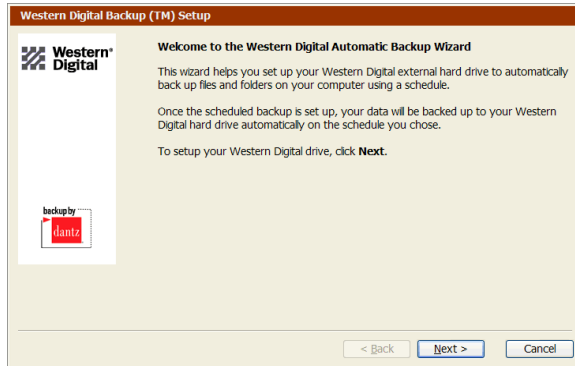 Western Digital Backup (TM) Setup
Western®
Digital
Welcome to the Western Digital Automatic Backup Wizard
This wizard helps you set up your Western Digital external hard drive to automatically
back up files and folders on your computer using a schedule.
Once the scheduled backup is set up, your data will be backed up to your Western
Digital hard drive automatically on the schedule you chose.
To setup your Western Digital drive, click Next.
backup by
dantz
< Back
Next >
Cancel